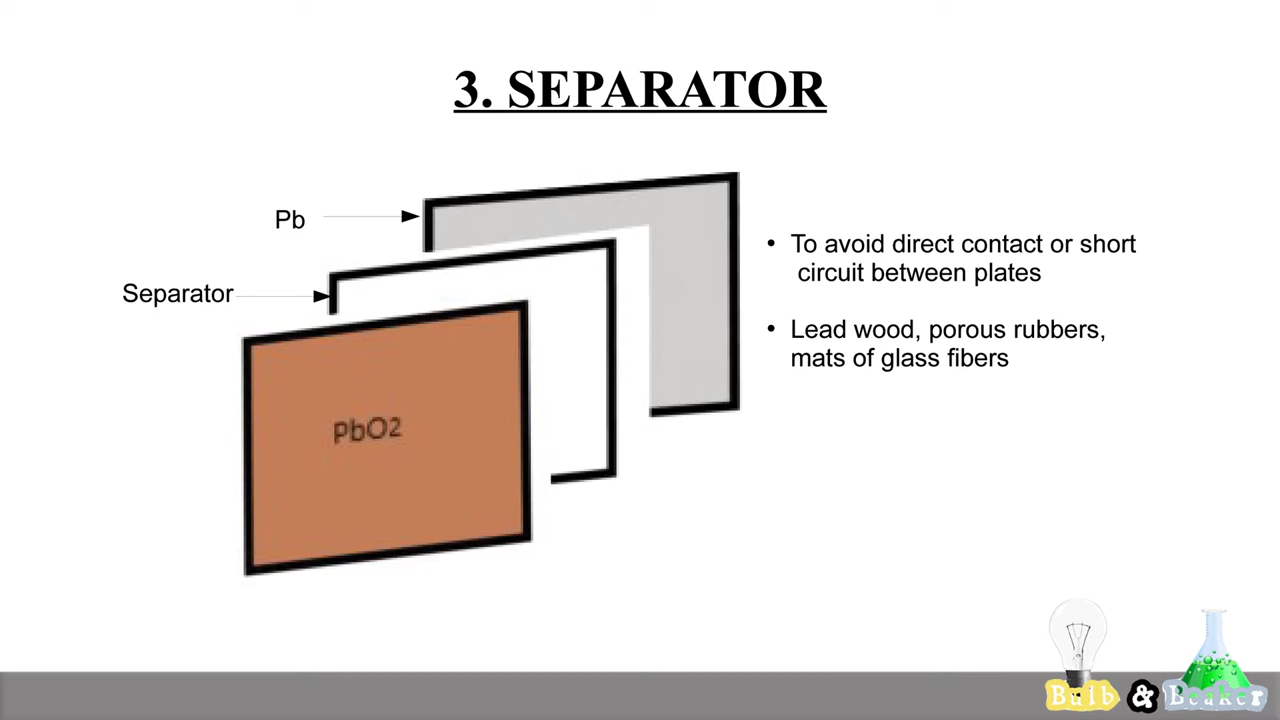 3. SEPARATOR
Pb
Separator
PbO2
• To avoid direct contact or short
circuit between plates
• Lead wood, porous rubbers,
mats of glass fibers
Bulb & Beaker